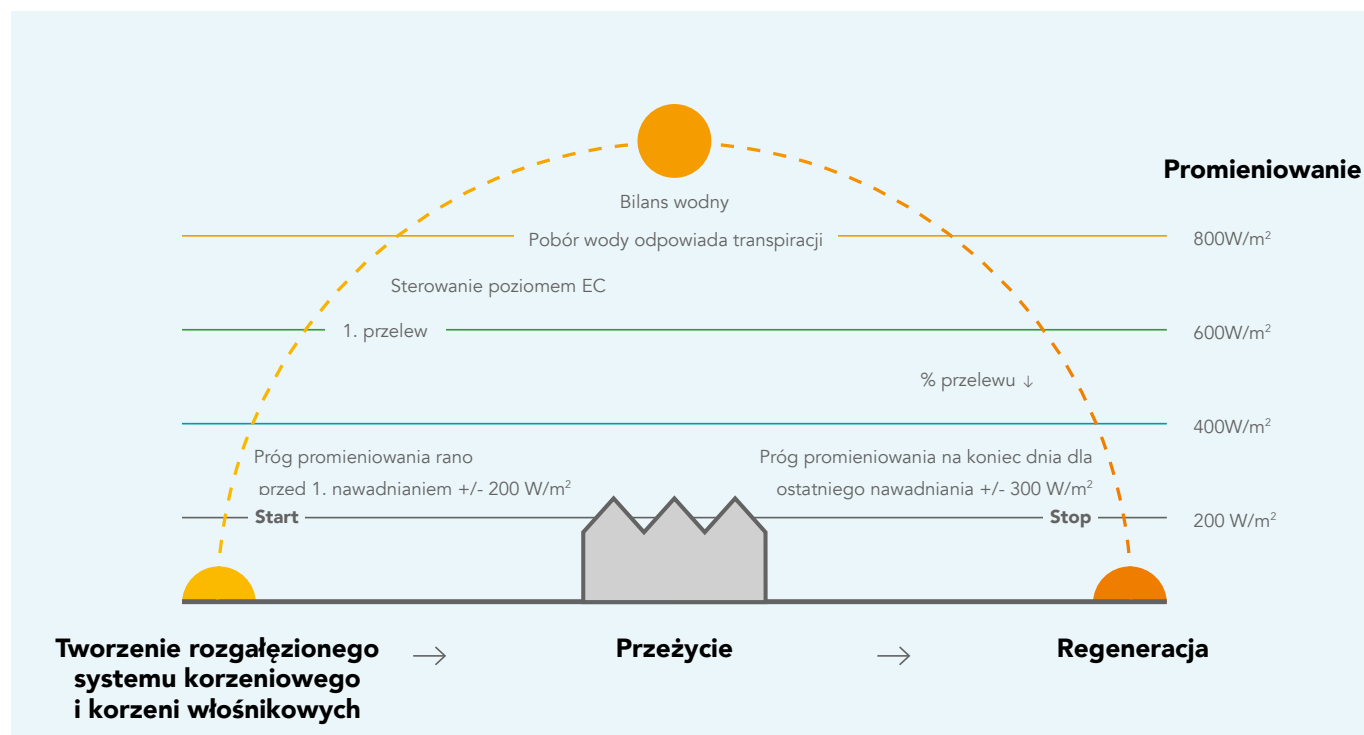 Promieniowanie
Bilans wodny
Pobór wody odpowiada transpiracji
800W/m²
Sterowanie poziomem EC
1. przelew
600W/m²
% przelewu ↓
400W/m²
Próg promieniowania rano
przed 1. nawadnianiem +/- 200 W/m²
Próg promieniowania na koniec dnia dla
ostatniego nawadniania +/- 300 W/m²
Start
Stop
200 W/m²
Tworzenie rozgałęzionego
systemu korzeniowego
i korzeni włośnikowych
→
Przeżycie
→
Regeneracja